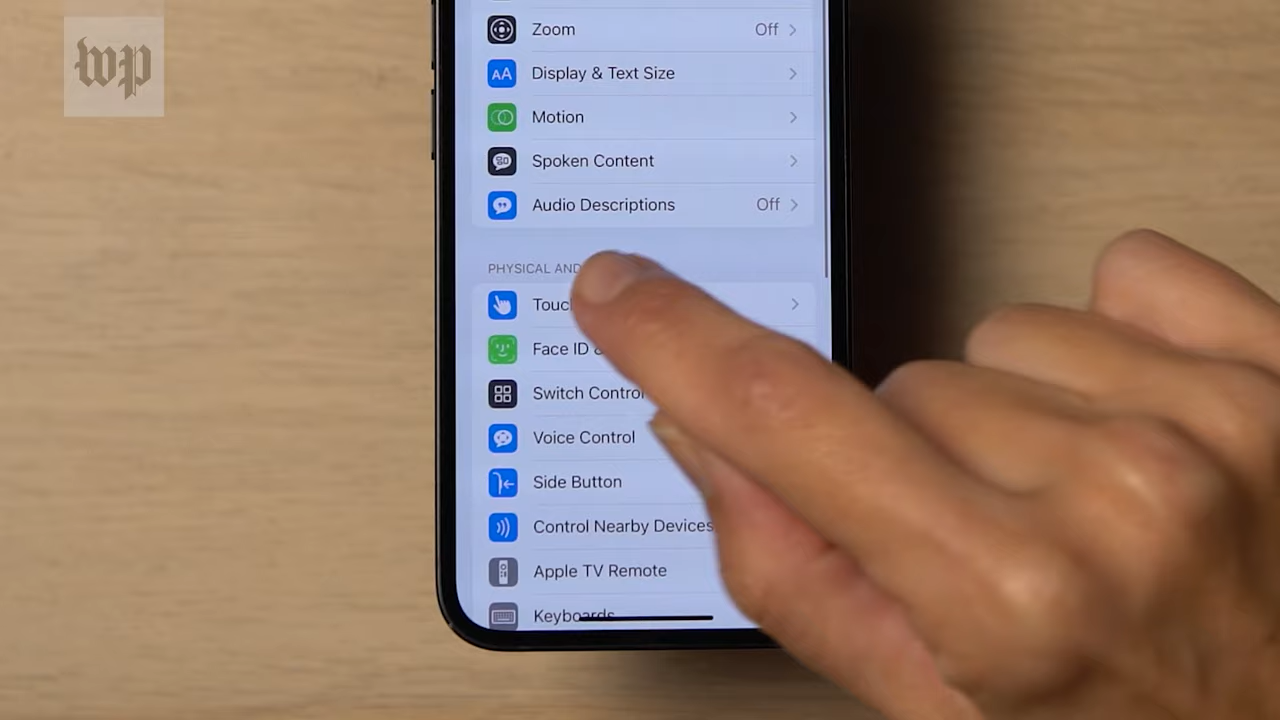 wp
Zoom Off
Display & Text Size
Motion
Spoken Content
Audio Descriptions Off
PHYSICAL AND
Touc
Face ID &
Switch Control
Voice Control
Side Button
Control Nearby Devices
Apple TV Remote
Keyboards